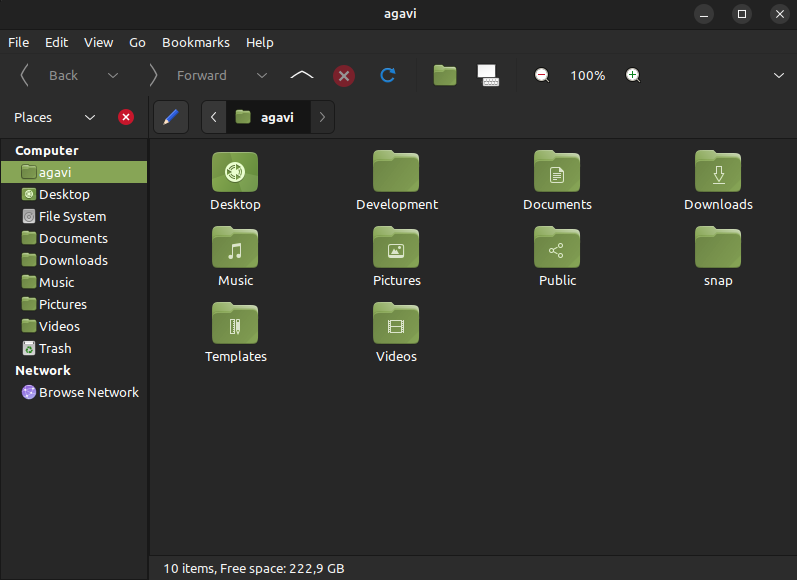 agavi
File Edit View Go Bookmarks Help
Back Forward 100%
Places agavi
Computer
agavi
Desktop
File System
Documents
Downloads
Music
Pictures
Videos
Trash
Network
Browse Network
Desktop Development Documents Downloads
Music Pictures Public snap
Templates Videos
10 items, Free space: 222,9 GB